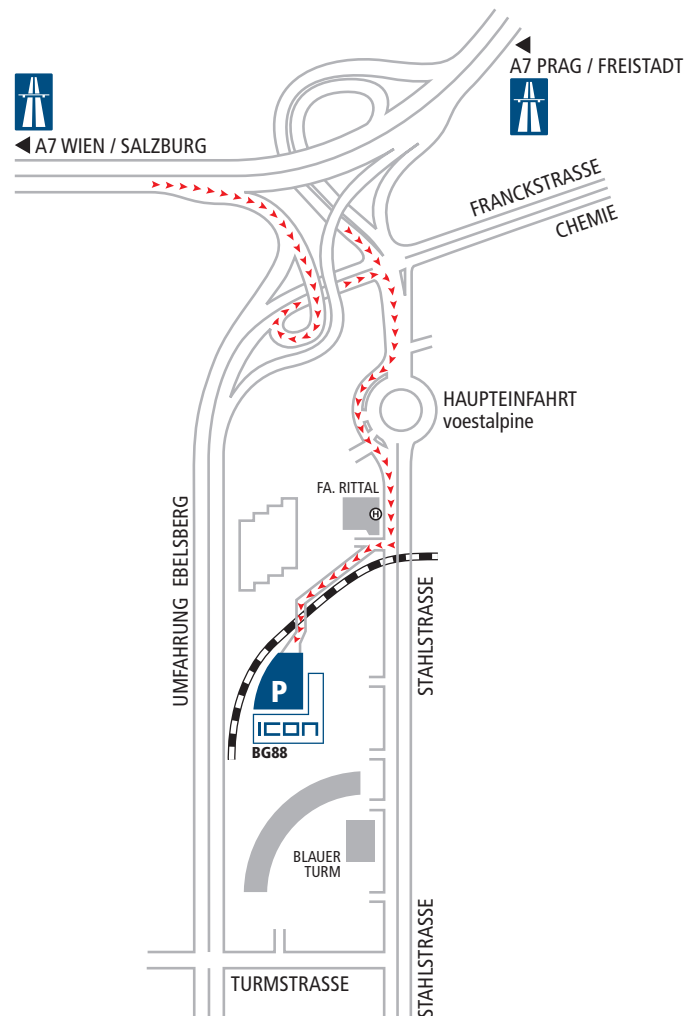 A7 PRAG / FREISTADT
A7 WIEN / SALZBURG
FRANCKSTRASSE
CHEMIE
HAUPTEINFAHRT
voestalpine
FA. RITTAL
H
UMFAHRUNG EBELSBERG
STAHLSTRASSE
P
ICON
BG88
BLAUER
TURM
STAHLSTRASSE
TURMSTRASSE